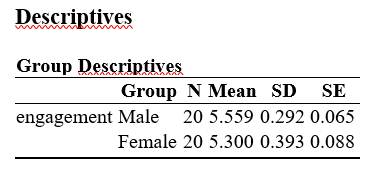 Descriptives
Group Descriptives
Group N Mean SD SE
engagement Male 20 5.559 0.292 0.065
Female 20 5.300 0.393 0.088